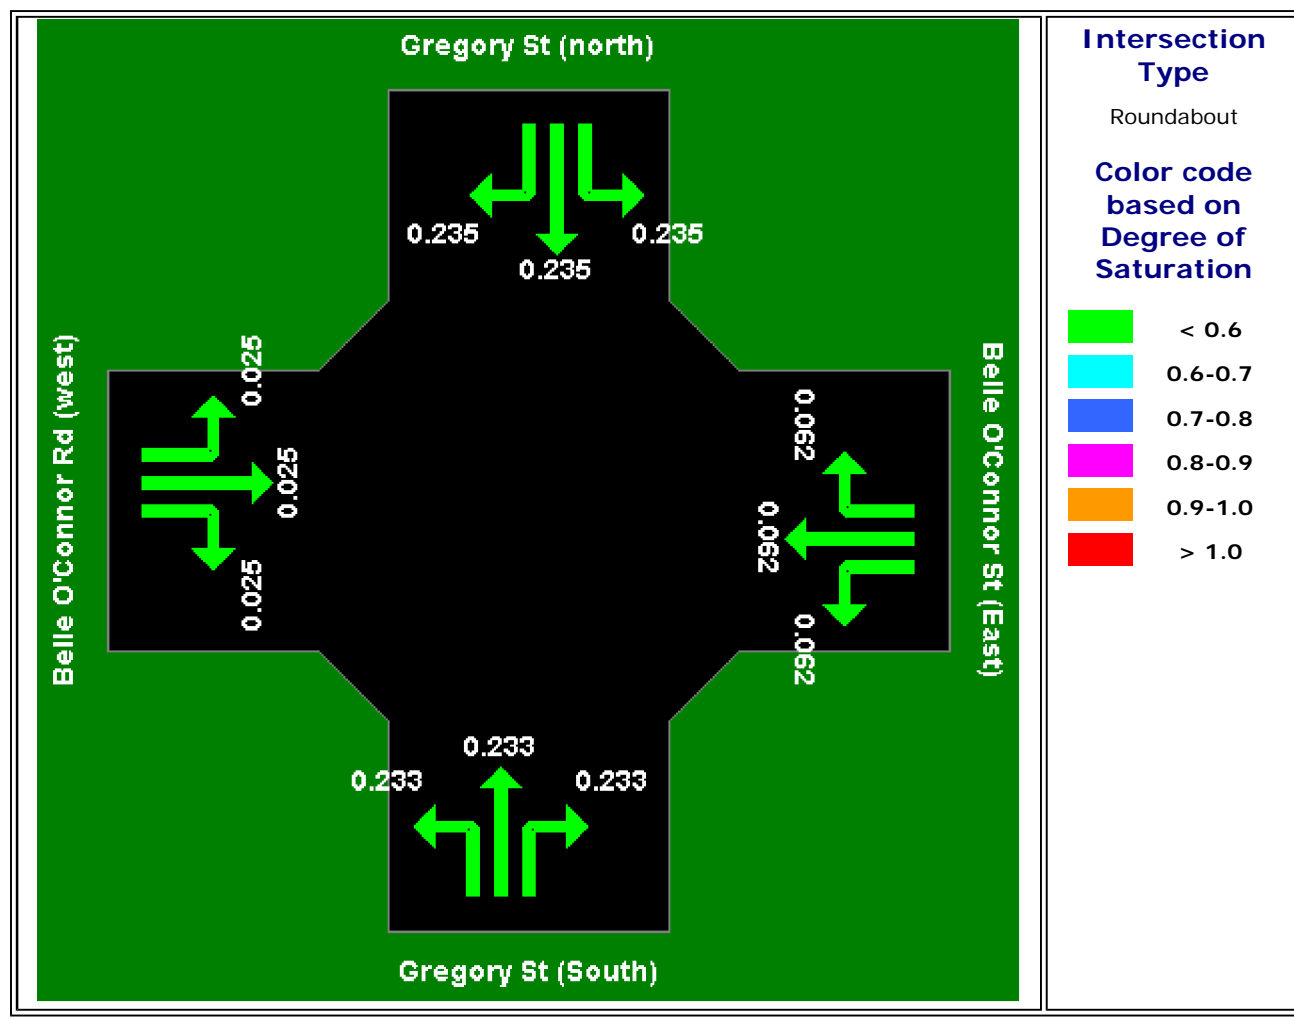 Gregory St (north)
0.235
0.235
0.235
Belle O'Connor Rd (west)
0.025
0.025
0.025
Belle O'Connor St (East)
0.062
0.062
0.062
0.233
0.233
0.233
Gregory St (South)
Intersection
Type
Roundabout
Color code
based on
Degree of
Saturation
< 0.6
0.6-0.7
0.7-0.8
0.8-0.9
0.9-1.0
> 1.0